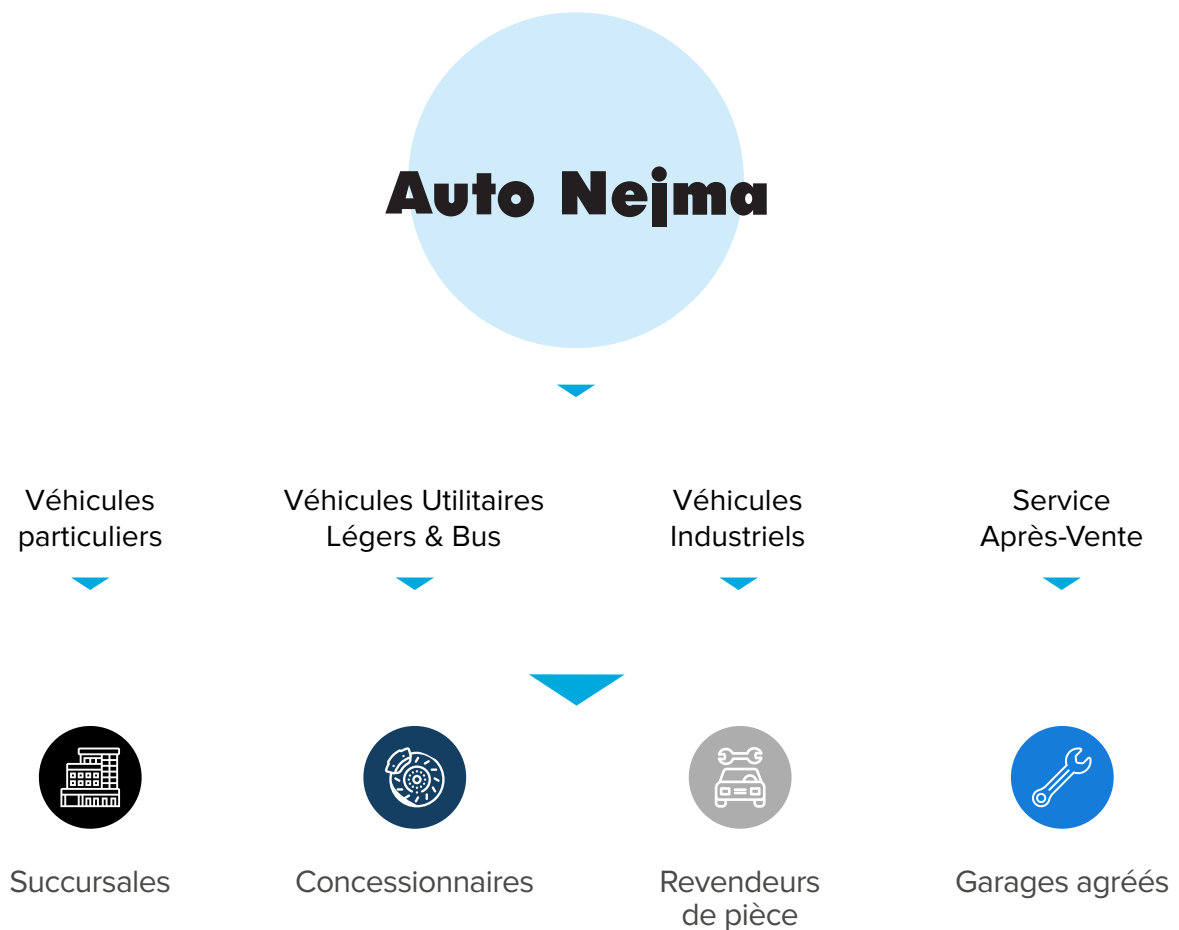 Auto Nejma
Véhicules
particuliers
Véhicules Utilitaires
Légers & Bus
Véhicules
Industriels
Service
Après-Vente
Succursales
Concessionnaires
Revendeurs
de pièce
Garages agréés